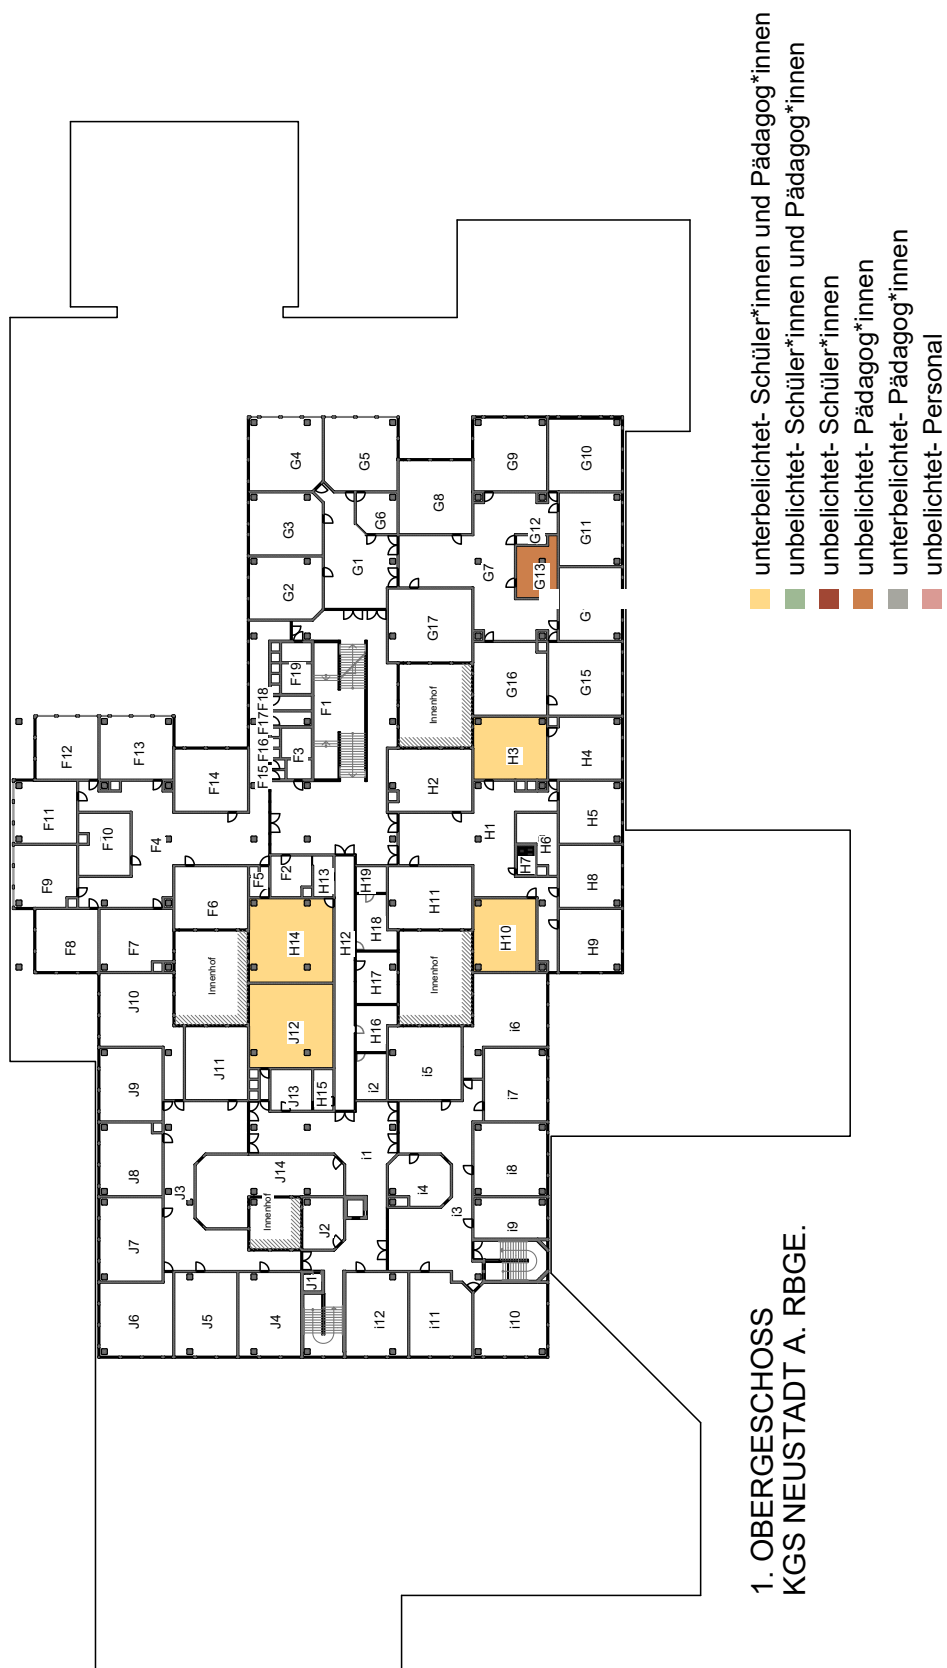 F9
F11
F8
F12
F10
J6
J7
J8
J9
J10
F7
F13
F4
J3
J5
Innenhof
F6
F14
J11
F5
F15
F16
F17
F18
J4
Innenhof
J14
F2
G2
G3
G4
J13
J12
H14
F3
F19
J1
H15
H13
J2
F1
H12
G1
G5
i1
i2
H16
H17
H18
H19
i12
G6
i4
i5
Innenhof
H11
H2
Innenhof
G17
G8
i11
i3
H1
G7
i10
i9
i8
i7
i6
H10
H3
G16
G9
H7
H6
G13
G12
H9
H8
H5
H4
G15
G
G11
G10
1. OBERGESCHOSS
KGS NEUSTADT A. RBGE.
unterbelichtet- Schüler*innen und Pädagog*innen
unbelichtet- Schüler*innen und Pädagog*innen
unbelichtet- Schüler*innen
unbelichtet- Pädagog*innen
unterbelichtet- Pädagog*innen
unbelichtet- Personal